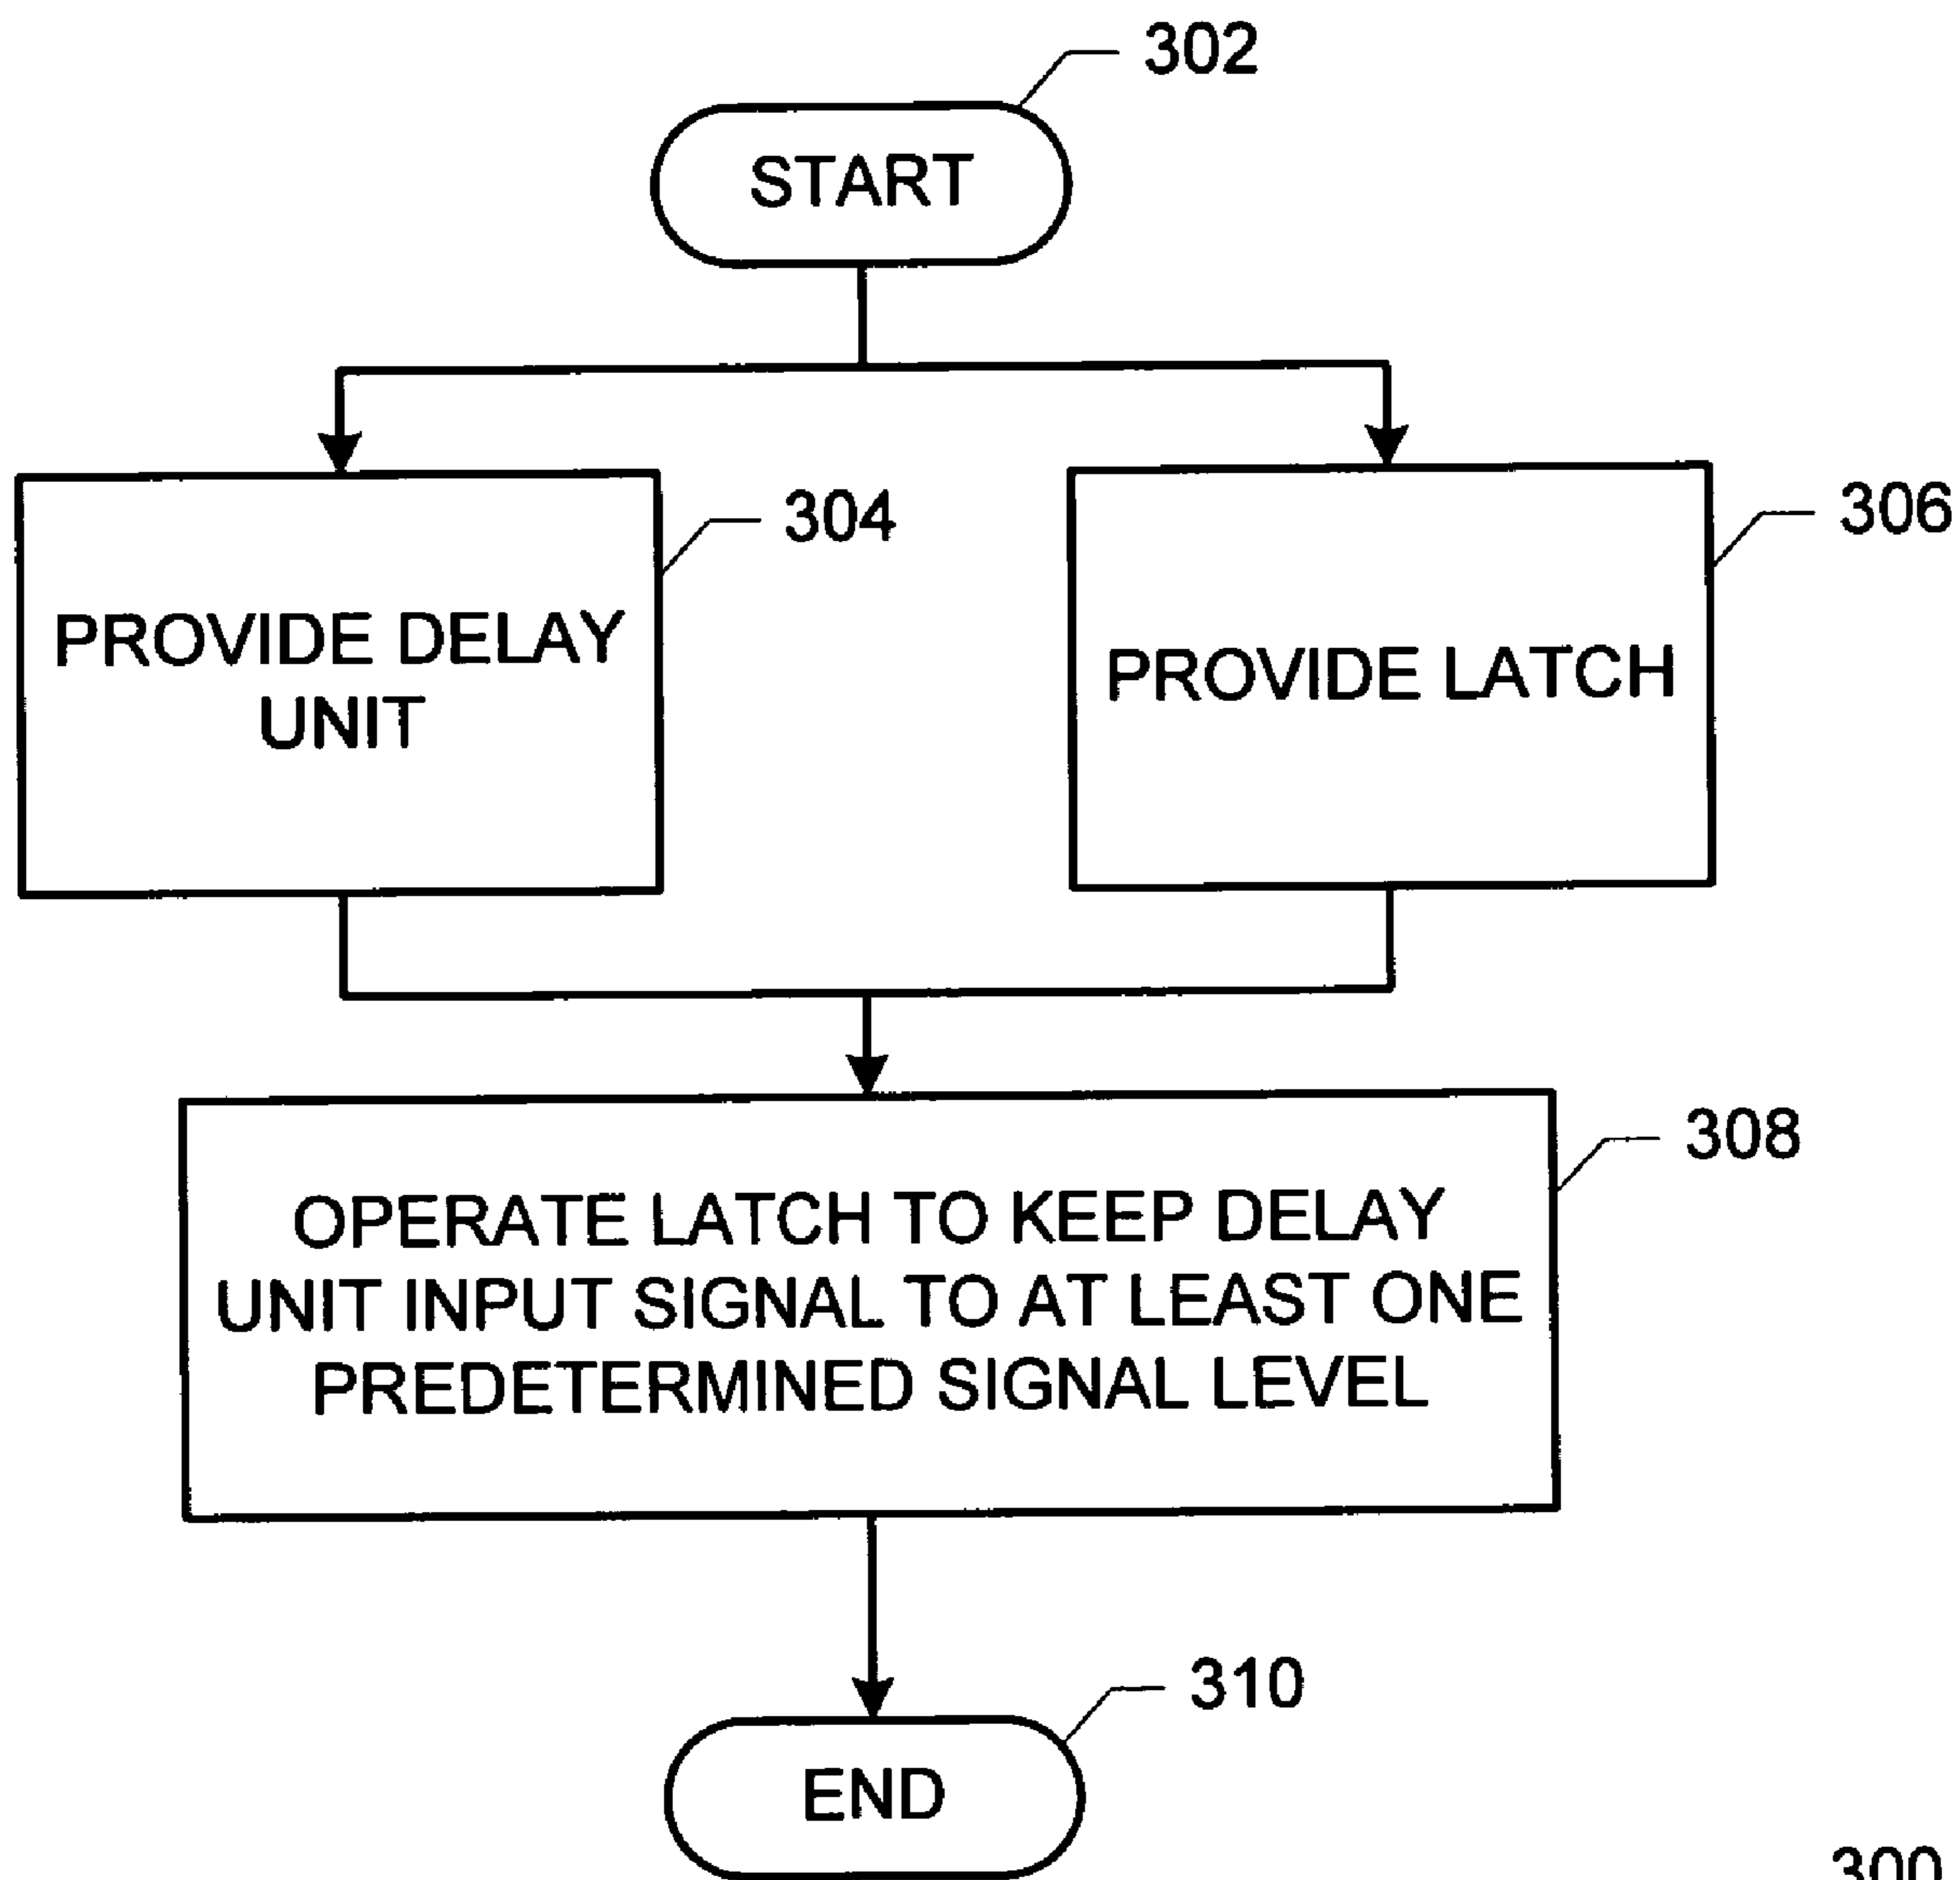 302
START
304
306
PROVIDE DELAY
UNIT
PROVIDE LATCH
308
OPERATE LATCH TO KEEP DELAY
UNIT INPUT SIGNAL TO AT LEAST ONE
PREDETERMINED SIGNAL LEVEL
310
END
300